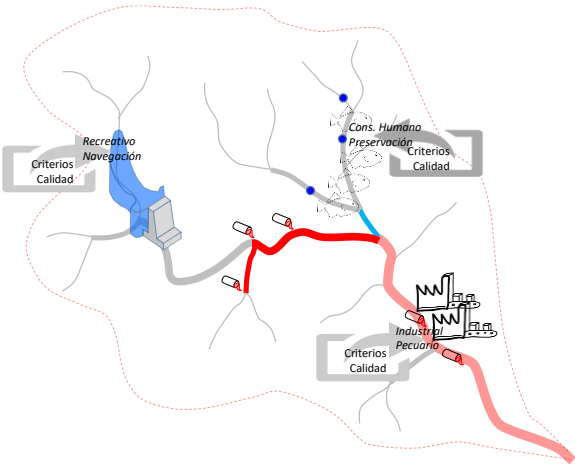 Recreativo
Navegación
Criterios
Calidad
Cons. Humano
Preservación
Criterios
Calidad
Industrial
Pecuario
Criterios
Calidad